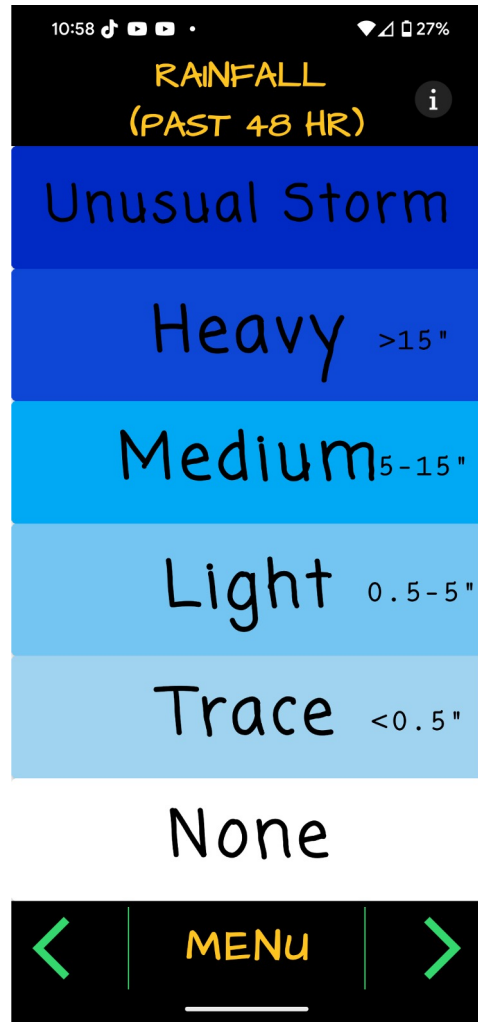 10:58 27%
RAINFALL
(PAST 48 HR)
i
Unusual Storm
Heavy >15"
Medium 5-15"
Light 0.5-5"
Trace <0.5"
None
MENU